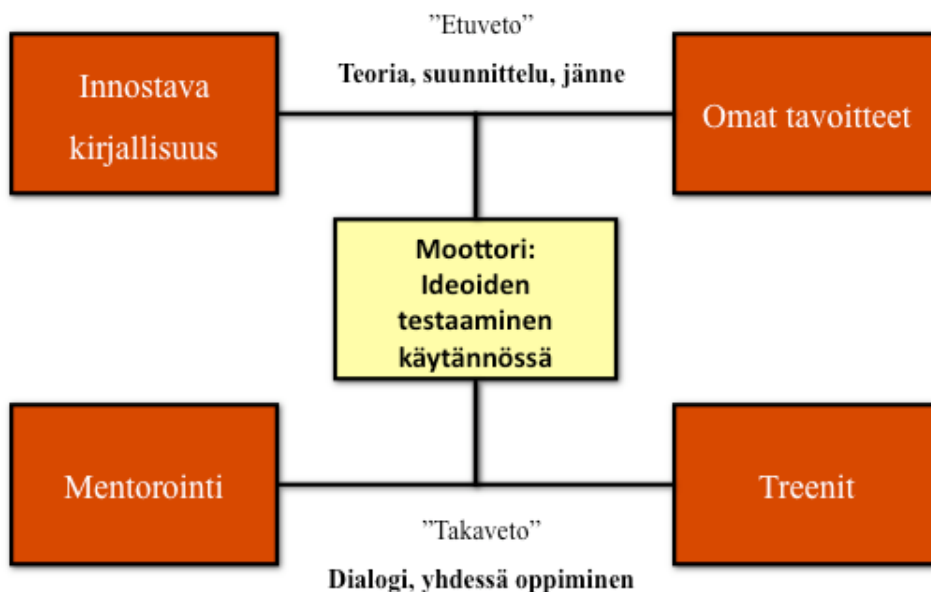 ”Etuveto”
Teoria, suunnittelu, jänne
Innostava
kirjallisuus
Omat tavoitteet
Moottori:
Ideoiden
testaaminen
käytännössä
Mentorointi
Treenit
”Takaveto”
Dialogi, yhdessä oppiminen